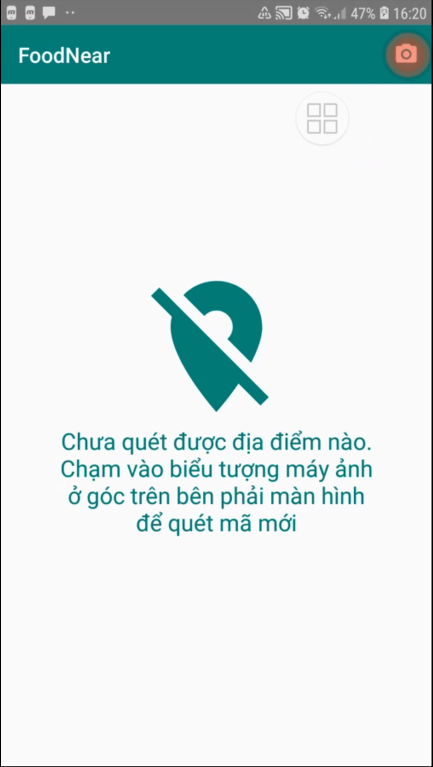 47% 16:20
FoodNear
Chưa quét được địa điểm nào.
Chạm vào biểu tượng máy ảnh
ở góc trên bên phải màn hình
để quét mã mới